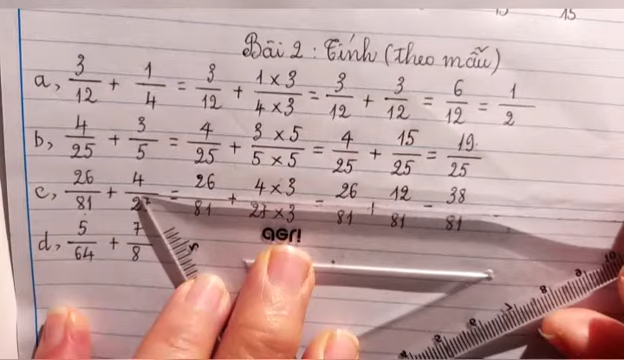 15
Bài 2 : Tính (theo mẫu)
a, 3/12 + 1/4 = 3/12 + 1 x 3/4 x 3 = 3/12 + 3/12 = 6/12 = 1/2
b, 4/25 + 3/5 = 4/25 + 3 x 5/5 x 5 = 4/25 + 15/25 = 19/25
c, 26/81 + 4/27 = 26/81 + 4 x 3/27 x 3 = 26/81 + 12/81 = 38/81
d, 5/64 + 7/8